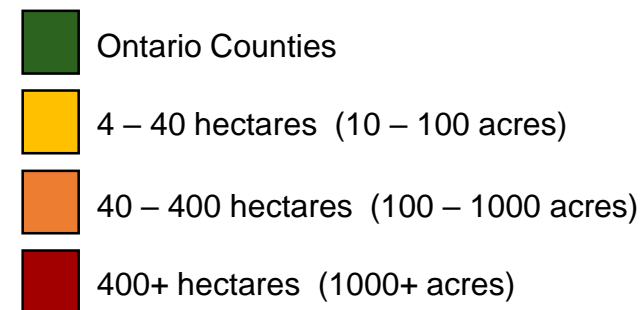 Ontario Counties
4 – 40 hectares  (10 – 100 acres)
40 – 400 hectares  (100 – 1000 acres)
400+ hectares  (1000+ acres)